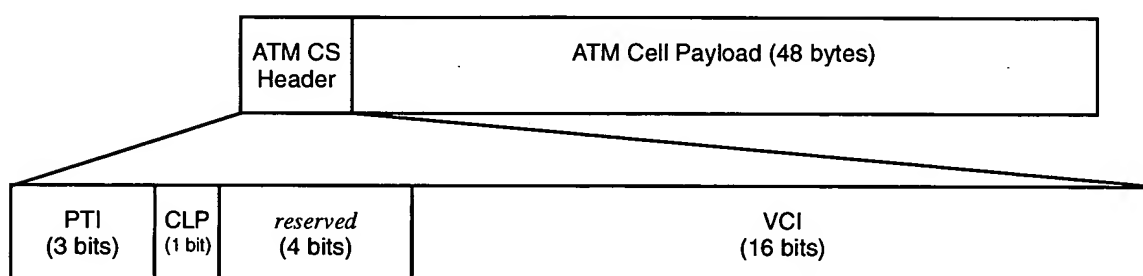 ATM CS
Header
ATM Cell Payload (48 bytes)
PTI
(3 bits)
CLP
(1 bit)
reserved
(4 bits)
VCI
(16 bits)